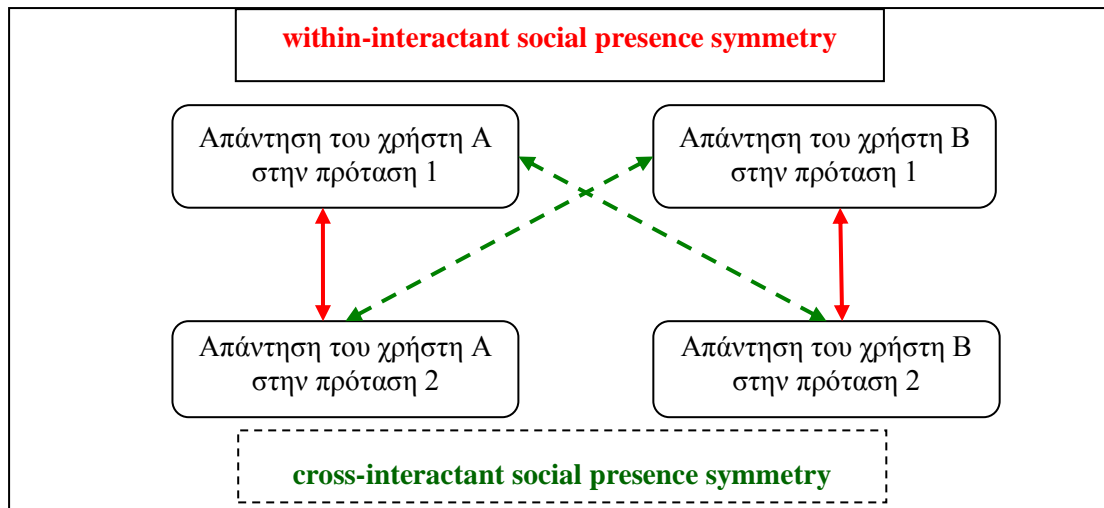 within-interactant social presence symmetry
Απάντηση του χρήστη Α
στην πρόταση 1
Απάντηση του χρήστη Β
στην πρόταση 1
Απάντηση του χρήστη Α
στην πρόταση 2
Απάντηση του χρήστη Β
στην πρόταση 2
cross-interactant social presence symmetry